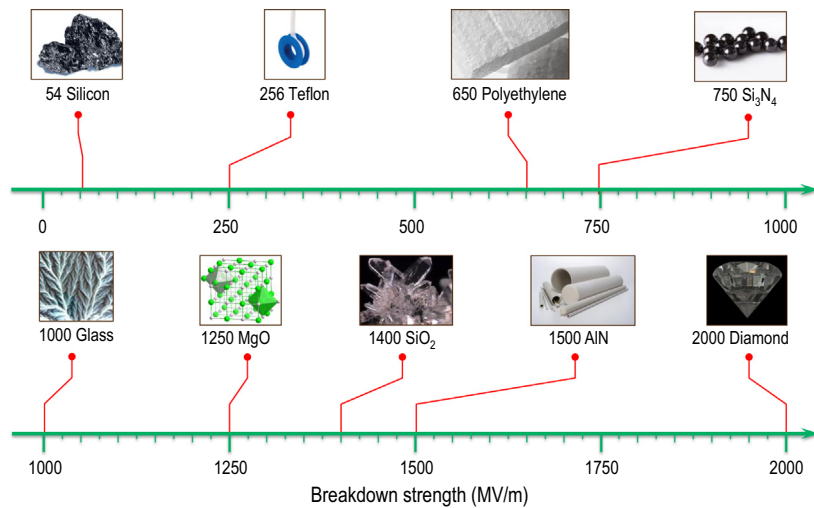 54 Silicon
256 Teflon
650 Polyethylene
750 Si₃N₄
0 250 500 750 1000
1000 Glass
1250 MgO
1400 SiO₂
1500 AlN
2000 Diamond
1000 1250 1500 1750 2000
Breakdown strength (MV/m)